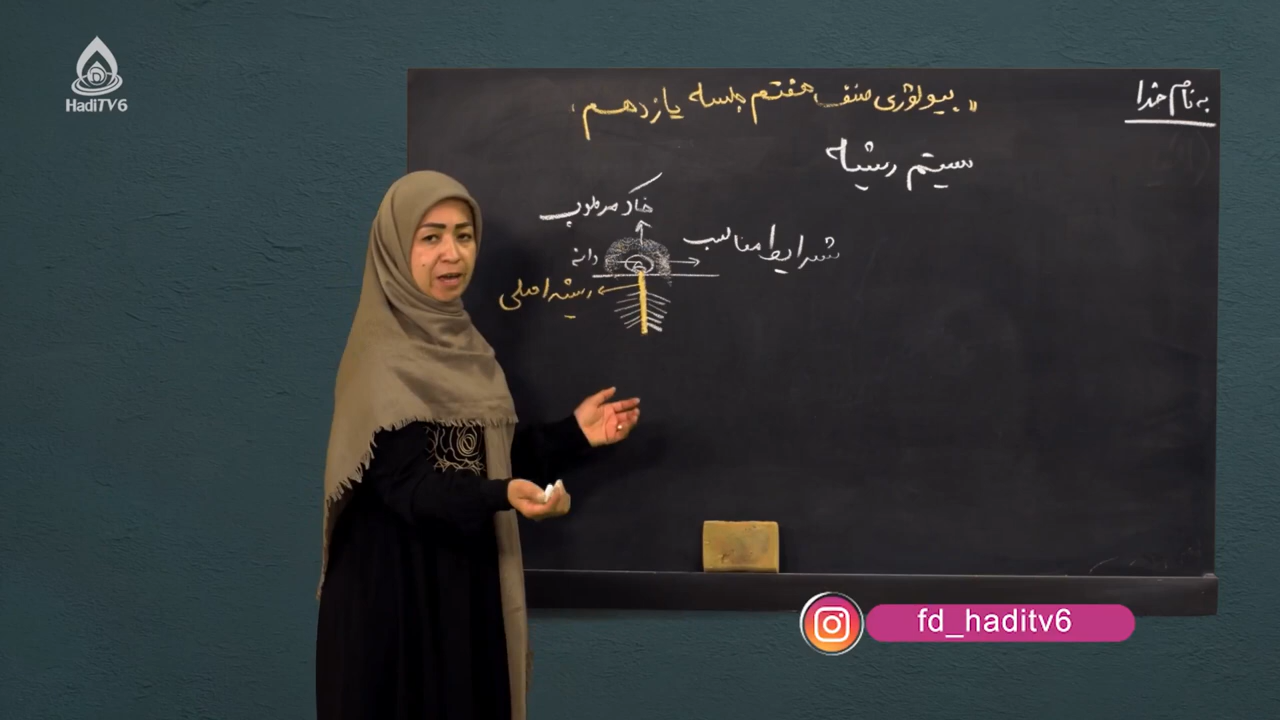 به نام خدا
«بیولوژی صنف هفتم جلسه یازدهم»
سیستم ریشه
خاک مرطوب
شرایط مناسب
دانه
ریشه اصلی
HadiTV6
fd_haditv6